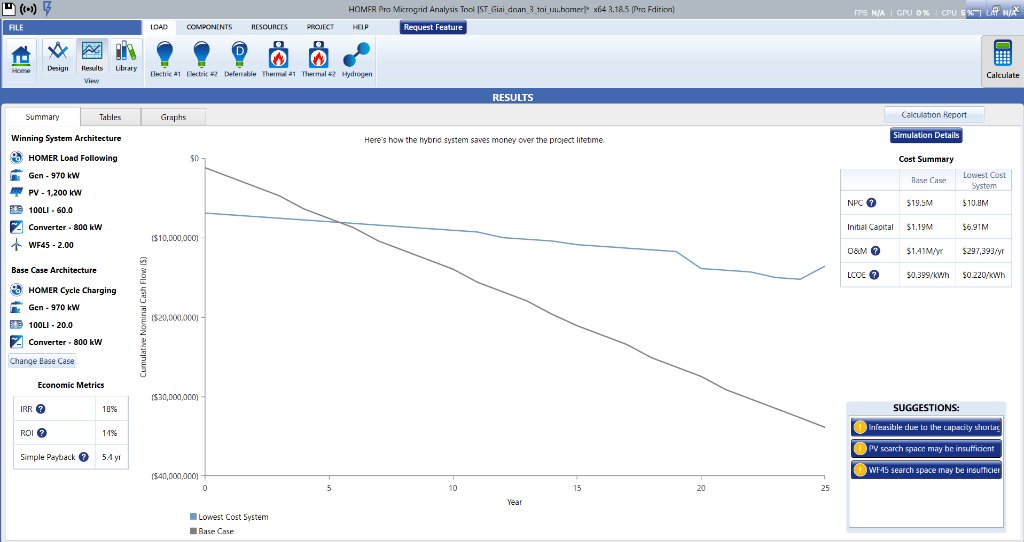 HOMER Pro Microgrid Analysis Tool [ST_Giai_doan_3_toi_uu.homer]* x64 3.18.5 (Pro Edition)
FPS N/A | GPU 0 % | CPU 5 % | LAT N/A
FILE
LOAD COMPONENTS RESOURCES PROJECT HELP Request Feature
Home
Design
Results
Library
View
Electric #1
Electric #2
Deferrable
Thermal #1
Thermal #2
Hydrogen
Calculate
RESULTS
Summary
Tables
Graphs
Calculation Report
Simulation Details
Winning System Architecture
HOMER Load Following
Gen - 970 kW
PV - 1,200 kW
100LI - 60.0
Converter - 800 kW
WF45 - 2.00
Base Case Architecture
HOMER Cycle Charging
Gen - 970 kW
100LI - 20.0
Converter - 800 kW
Change Base Case
Economic Metrics
IRR ? 18%
ROI ? 14%
Simple Payback ? 5.4 yr
Here's how the hybrid system saves money over the project lifetime.
Cumulative Nominal Cash Flow ($)
$0
($10,000,000)
($20,000,000)
($30,000,000)
($40,000,000)
0 5 10 15 20 25
Year
Lowest Cost System
Base Case
Cost Summary
Base Case
Lowest Cost
System
NPC ? $19.5M $10.8M
Initial Capital $1.19M $6.91M
O&M ? $1.41M/yr $297,393/yr
LCOE ? $0.399/kWh $0.220/kWh
SUGGESTIONS:
Infeasible due to the capacity shortag
PV search space may be insufficient
WF45 search space may be insufficier